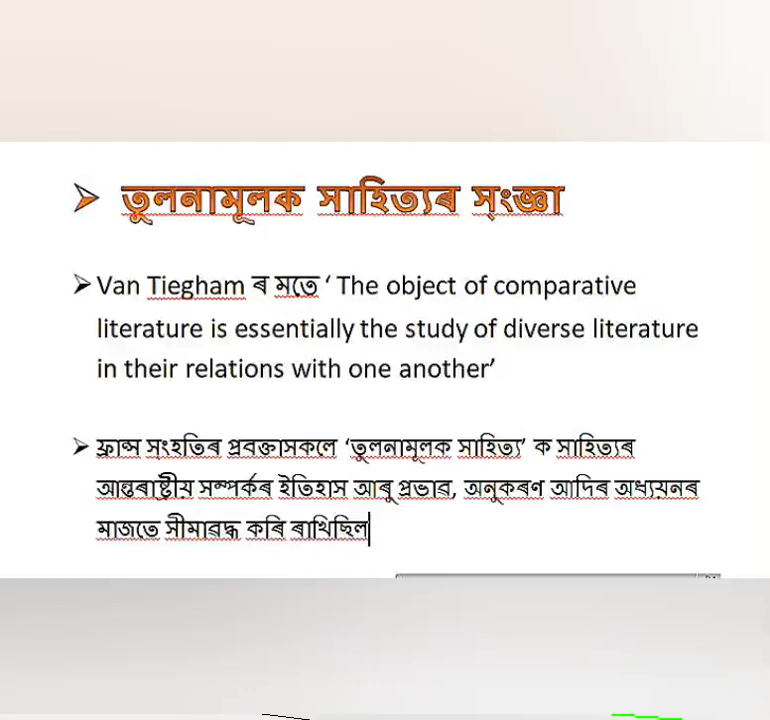 ➢ তুলনামূলক সাহিত্যৰ সংজ্ঞা
➢ Van Tiegham ৰ মতে ‘ The object of comparative
literature is essentially the study of diverse literature
in their relations with one another’
➢ ফ্ৰান্স সংহতিৰ প্ৰবক্তাসকলে ‘তুলনামূলক সাহিত্য’ ক সাহিত্যৰ
আন্তৰাষ্ট্ৰীয় সম্পৰ্কৰ ইতিহাস আৰু প্ৰভাৱ, অনুকৰণ আদিৰ অধ্যয়নৰ
মাজতে সীমাৱদ্ধ কৰি ৰাখিছিল